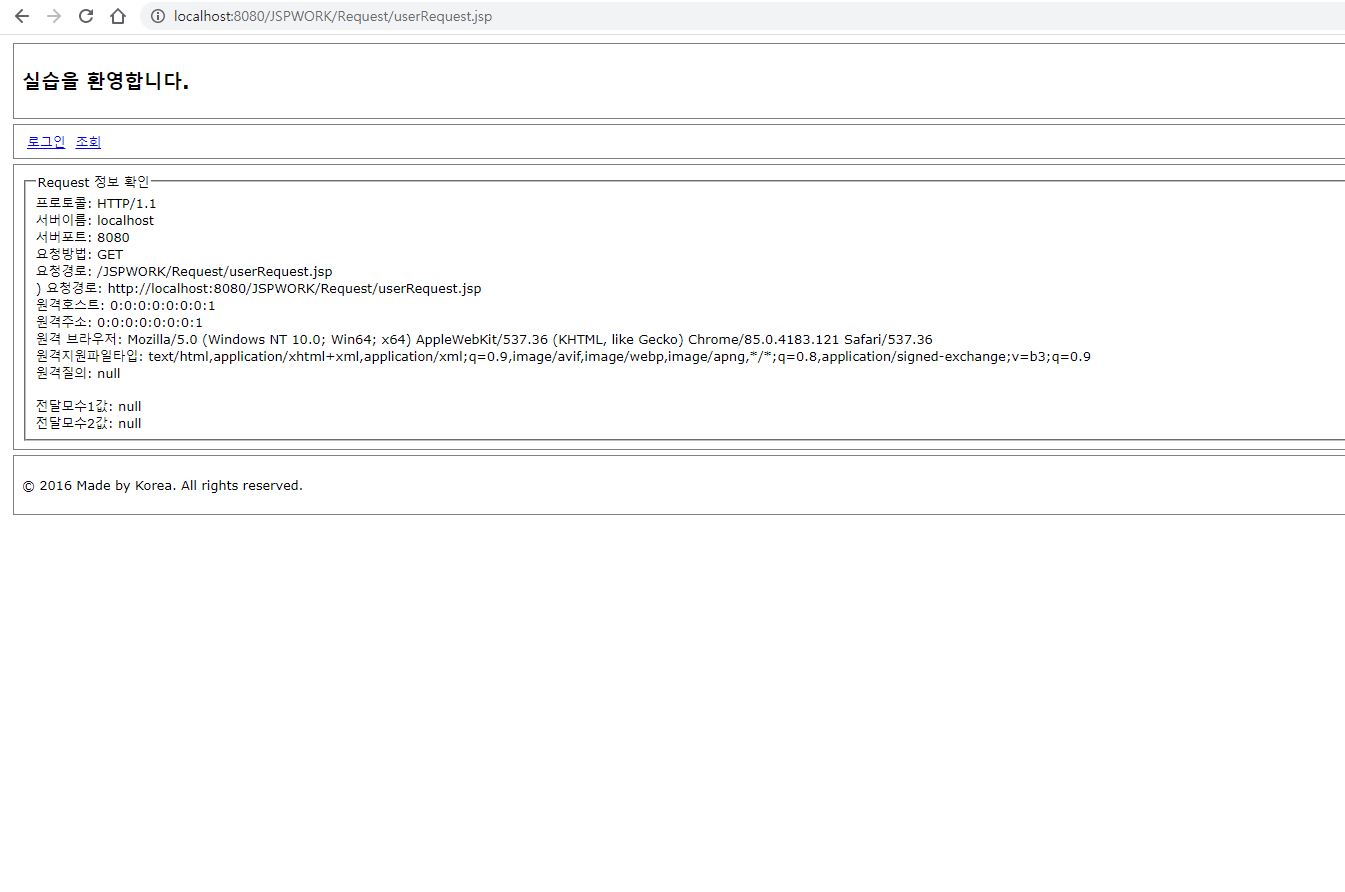 localhost:8080/JSPWORK/Request/userRequest.jsp
실습을 환영합니다.
로그인 조회
Request 정보 확인
프로토콜: HTTP/1.1
서버이름: localhost
서버포트: 8080
요청방법: GET
요청경로: /JSPWORK/Request/userRequest.jsp
) 요청경로: http://localhost:8080/JSPWORK/Request/userRequest.jsp
원격호스트: 0:0:0:0:0:0:0:1
원격주소: 0:0:0:0:0:0:0:1
원격 브라우저: Mozilla/5.0 (Windows NT 10.0; Win64; x64) AppleWebKit/537.36 (KHTML, like Gecko) Chrome/85.0.4183.121 Safari/537.36
원격지원파일타입: text/html,application/xhtml+xml,application/xml;q=0.9,image/avif,image/webp,image/apng,*/*;q=0.8,application/signed-exchange;v=b3;q=0.9
원격질의: null
전달모수1값: null
전달모수2값: null
© 2016 Made by Korea. All rights reserved.